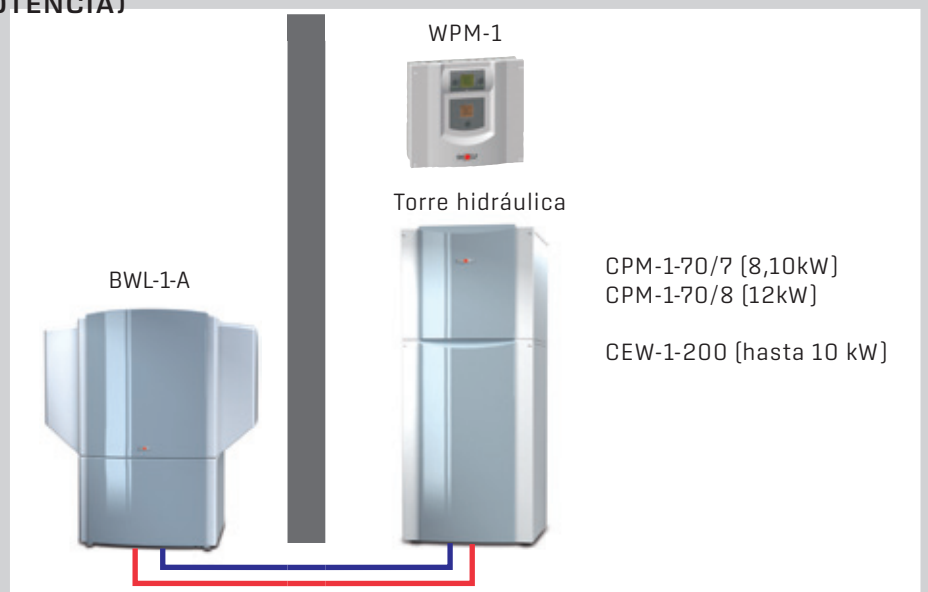 WPM-1
Torre hidráulica
BWL-1-A
CPM-1-70/7 (8,10kW)
CPM-1-70/8 (12kW)
CEW-1-200 (hasta 10 kW)